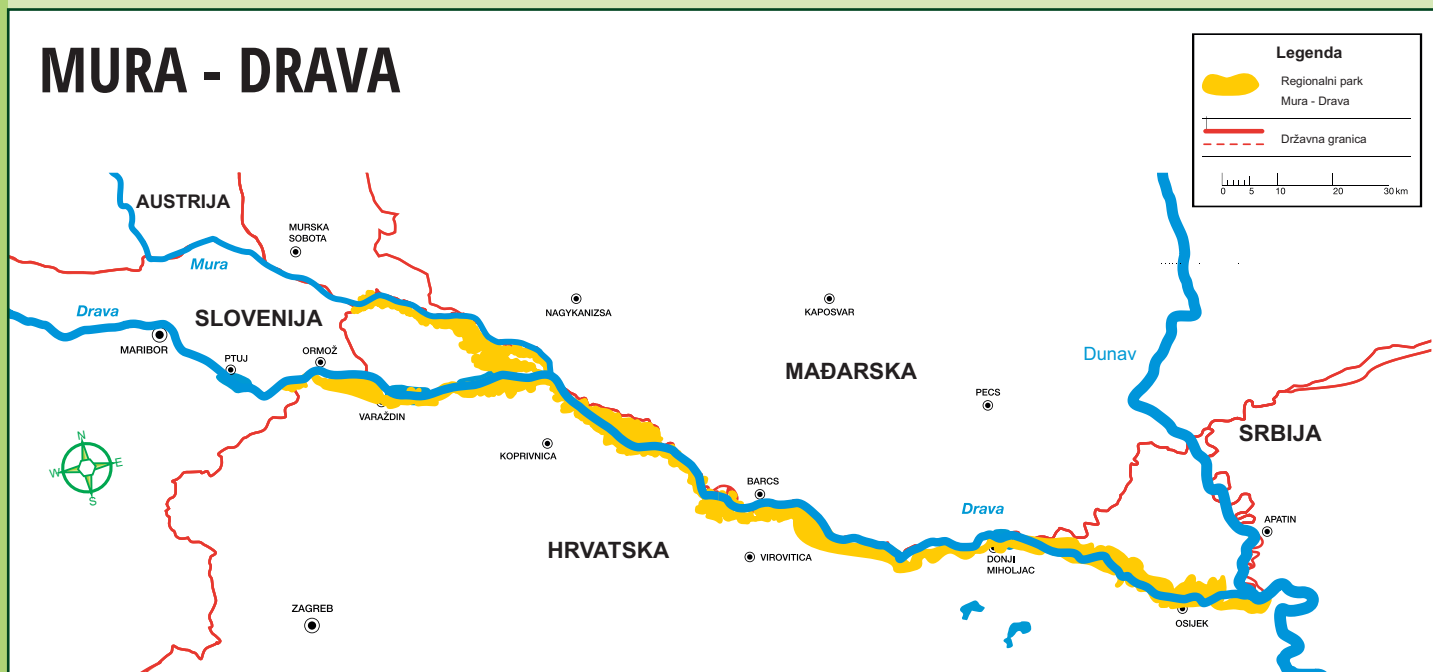 MURA - DRAVA
Legenda
Regionalni park
Mura - Drava
Državna granica
0 5 10 20 30 km
AUSTRIJA
MURSKA
SOBOTA
Mura
Drava
SLOVENIJA
MARIBOR
PTUJ
ORMOŽ
VARAŽDIN
NAGYKANIZSA
KAPOSVAR
Dunav
MAĐARSKA
PECS
SRBIJA
N
W
E
S
KOPRIVNICA
BARCS
Drava
APATIN
HRVATSKA
VIROVITICA
DONJI
MIHOLJAC
ZAGREB
OSIJEK